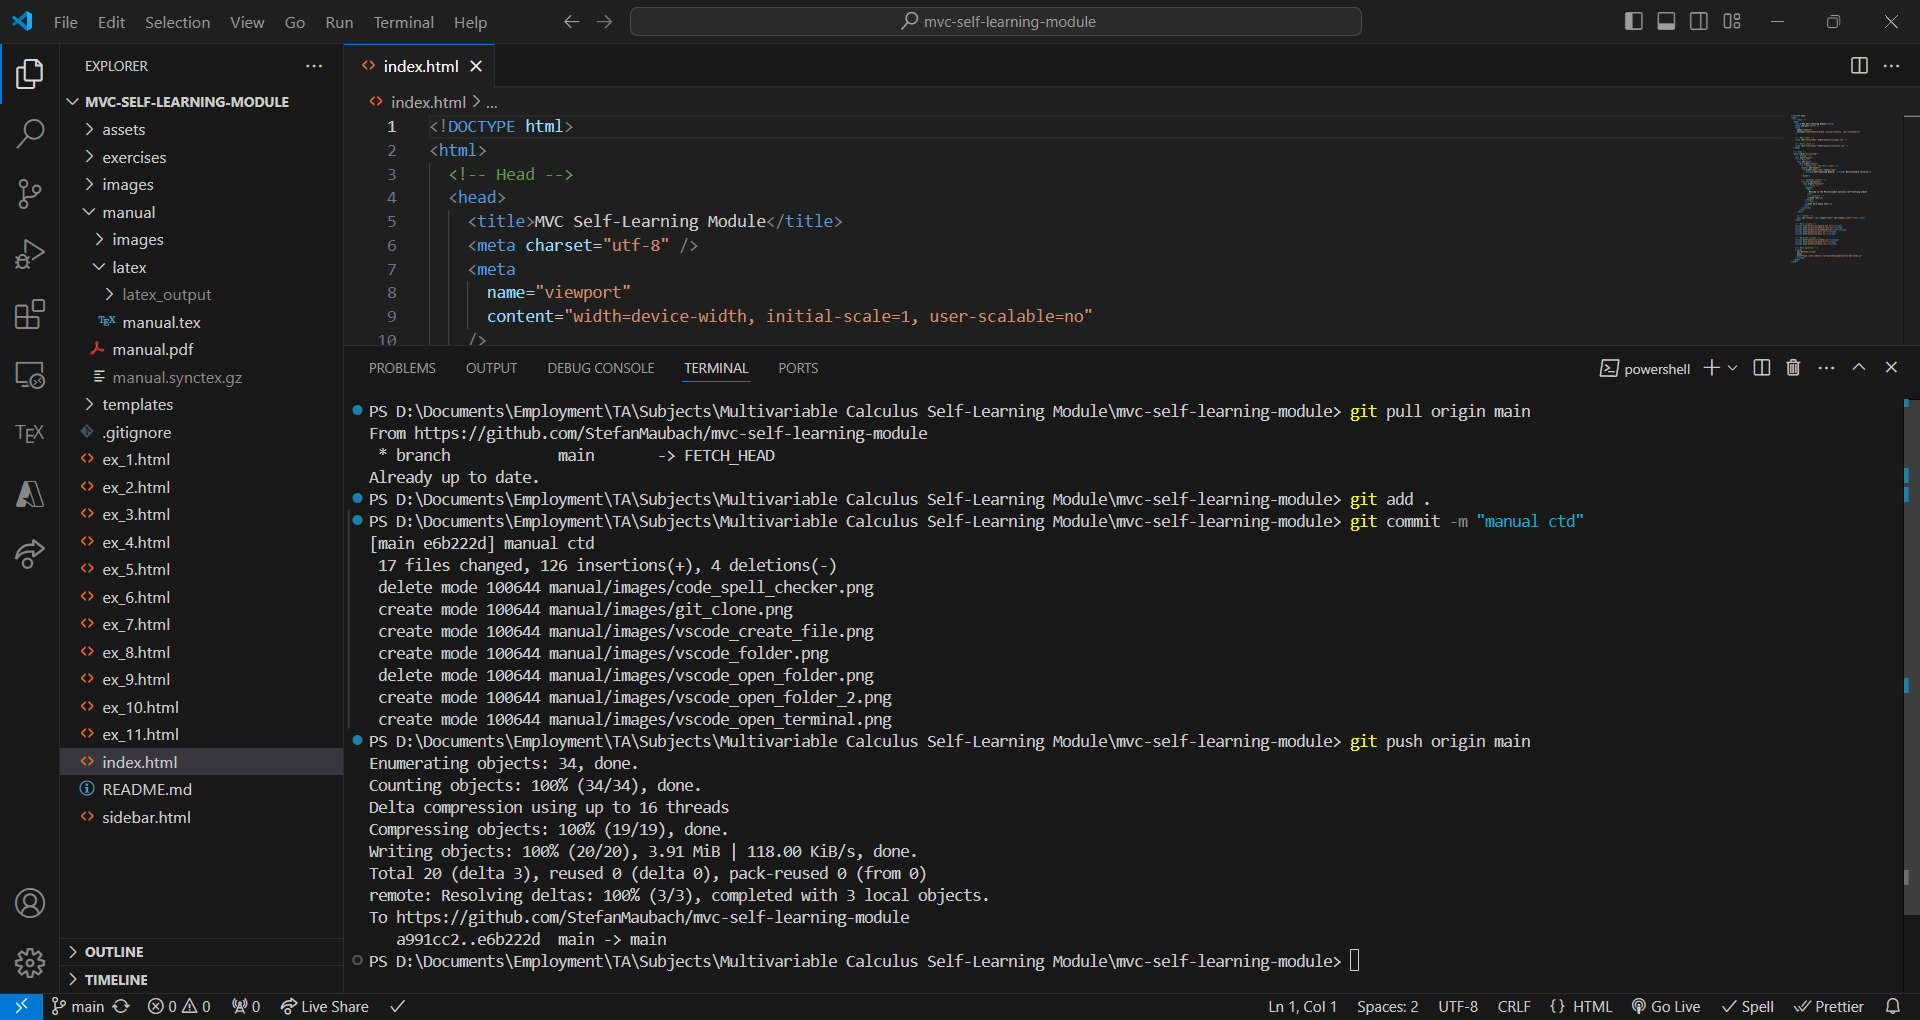 File Edit Selection View Go Run Terminal Help
mvc-self-learning-module
EXPLORER
MVC-SELF-LEARNING-MODULE
assets
exercises
images
manual
images
latex
latex_output
TEX manual.tex
manual.pdf
manual.synctex.gz
templates
.gitignore
ex_1.html
ex_2.html
ex_3.html
ex_4.html
ex_5.html
ex_6.html
ex_7.html
ex_8.html
ex_9.html
ex_10.html
ex_11.html
index.html
README.md
sidebar.html
OUTLINE
TIMELINE
TEX
index.html
index.html > ...
1 <!DOCTYPE html>
2 <html>
3 <!-- Head -->
4 <head>
5 <title>MVC Self-Learning Module</title>
6 <meta charset="utf-8" />
7 <meta
8 name="viewport"
9 content="width=device-width, initial-scale=1, user-scalable=no"
10 />
PROBLEMS OUTPUT DEBUG CONSOLE TERMINAL PORTS
powershell
PS D:\Documents\Employment\TA\Subjects\Multivariable Calculus Self-Learning Module\mvc-self-learning-module> git pull origin main
From https://github.com/StefanMaubach/mvc-self-learning-module
* branch main -> FETCH_HEAD
Already up to date.
PS D:\Documents\Employment\TA\Subjects\Multivariable Calculus Self-Learning Module\mvc-self-learning-module> git add .
PS D:\Documents\Employment\TA\Subjects\Multivariable Calculus Self-Learning Module\mvc-self-learning-module> git commit -m "manual ctd"
[main e6b222d] manual ctd
17 files changed, 126 insertions(+), 4 deletions(-)
delete mode 100644 manual/images/code_spell_checker.png
create mode 100644 manual/images/git_clone.png
create mode 100644 manual/images/vscode_create_file.png
create mode 100644 manual/images/vscode_folder.png
delete mode 100644 manual/images/vscode_open_folder.png
create mode 100644 manual/images/vscode_open_folder_2.png
create mode 100644 manual/images/vscode_open_terminal.png
PS D:\Documents\Employment\TA\Subjects\Multivariable Calculus Self-Learning Module\mvc-self-learning-module> git push origin main
Enumerating objects: 34, done.
Counting objects: 100% (34/34), done.
Delta compression using up to 16 threads
Compressing objects: 100% (19/19), done.
Writing objects: 100% (20/20), 3.91 MiB | 118.00 KiB/s, done.
Total 20 (delta 3), reused 0 (delta 0), pack-reused 0 (from 0)
remote: Resolving deltas: 100% (3/3), completed with 3 local objects.
To https://github.com/StefanMaubach/mvc-self-learning-module
a991cc2..e6b222d main -> main
PS D:\Documents\Employment\TA\Subjects\Multivariable Calculus Self-Learning Module\mvc-self-learning-module>
main 0 0 0 Live Share Ln 1, Col 1 Spaces: 2 UTF-8 CRLF {} HTML Go Live Spell Prettier